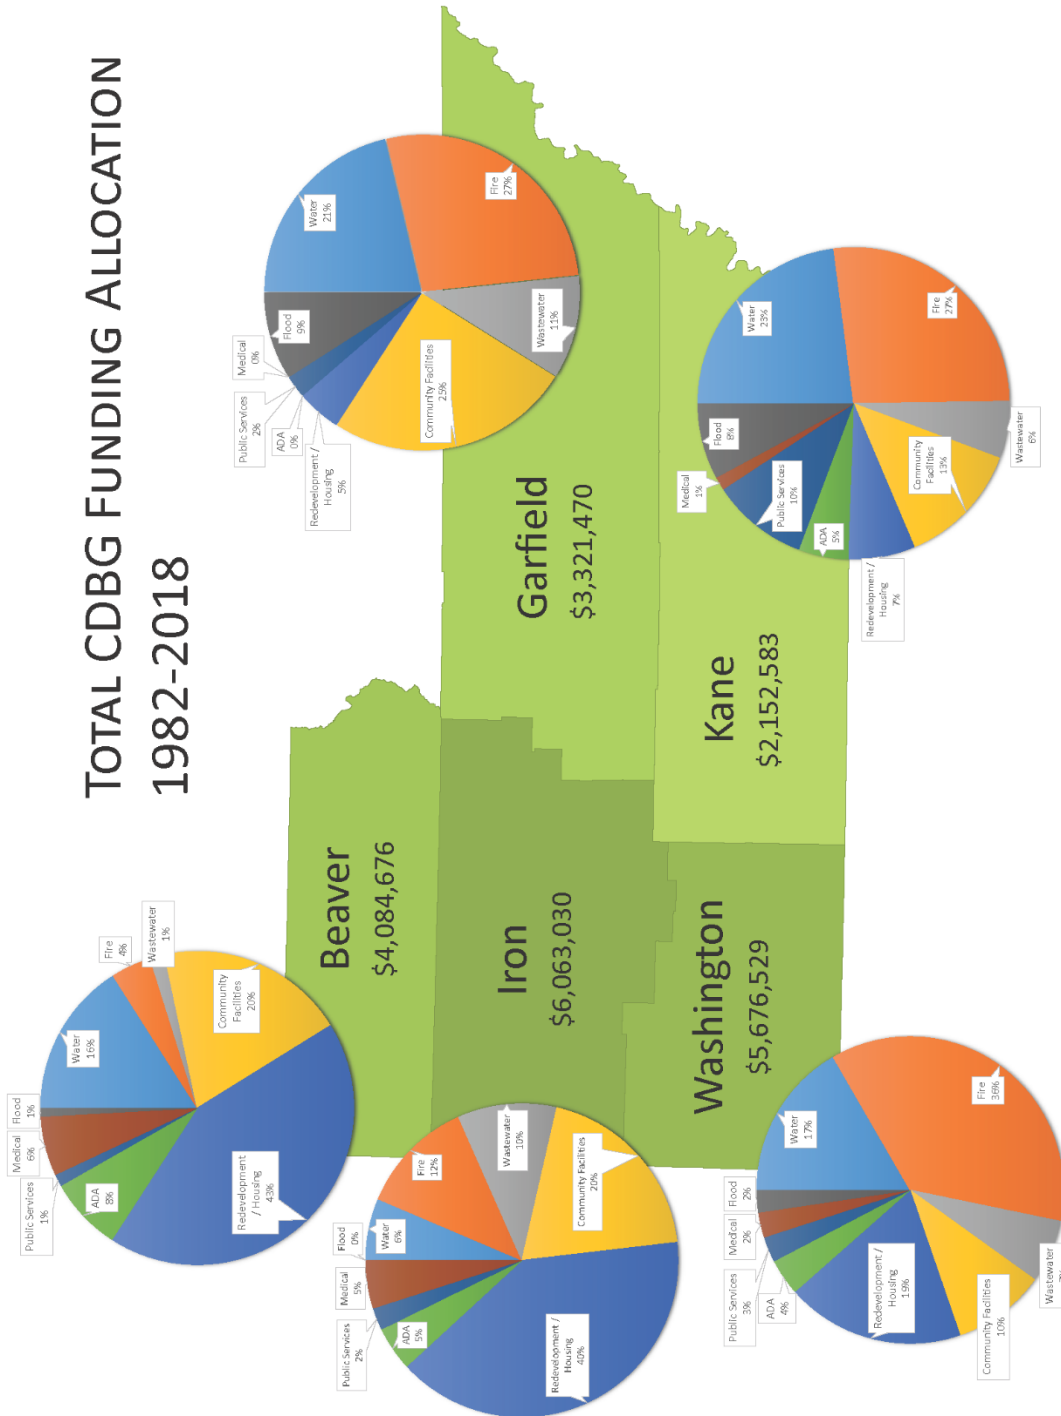 TOTAL CDBG FUNDING ALLOCATION
1982-2018
Flood
1%
Medical
6%
Public Services
1%
ADA
8%
Redevelopment
/ Housing
43%
Water
16%
Fire
4%
Wastewater
1%
Community
Facilities
20%
Beaver
$4,084,676
Flood
0%
Medical
5%
Public Services
2%
ADA
5%
Redevelopment /
Housing
40%
Water
6%
Fire
12%
Wastewater
10%
Community Facilities
20%
Iron
$6,063,030
Flood
2%
Medical
2%
Public Services
3%
ADA
4%
Redevelopment /
Housing
19%
Community Facilities
10%
Water
17%
Fire
36%
Washington
$5,676,529
Medical
0%
Public Services
2%
ADA
0%
Redevelopment /
Housing
5%
Flood
9%
Water
21%
Fire
27%
Wastewater
11%
Community Facilities
25%
Garfield
$3,321,470
Medical
1%
Flood
8%
Public Services
10%
ADA
5%
Redevelopment /
Housing
7%
Water
23%
Fire
27%
Wastewater
6%
Community
Facilities
13%
Kane
$2,152,583